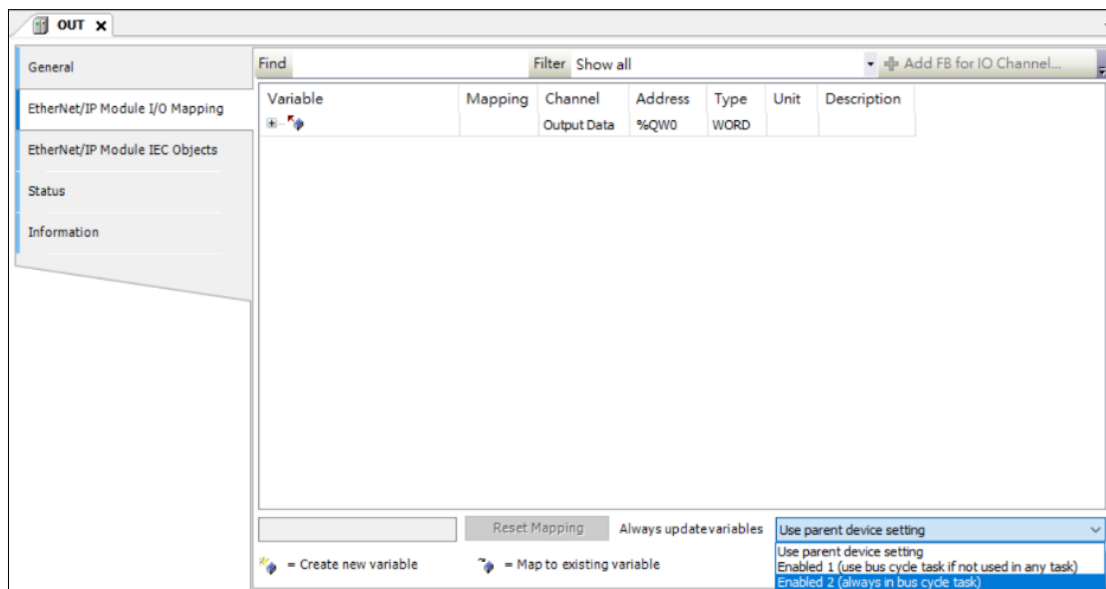 OUT
General
EtherNet/IP Module I/O Mapping
EtherNet/IP Module IEC Objects
Status
Information
Find Filter Show all Add FB for IO Channel...
Variable Mapping Channel Address Type Unit Description
Output Data %QW0 WORD
Reset Mapping Always update variables Use parent device setting
= Create new variable = Map to existing variable
Use parent device setting
Enabled 1 (use bus cycle task if not used in any task)
Enabled 2 (always in bus cycle task)